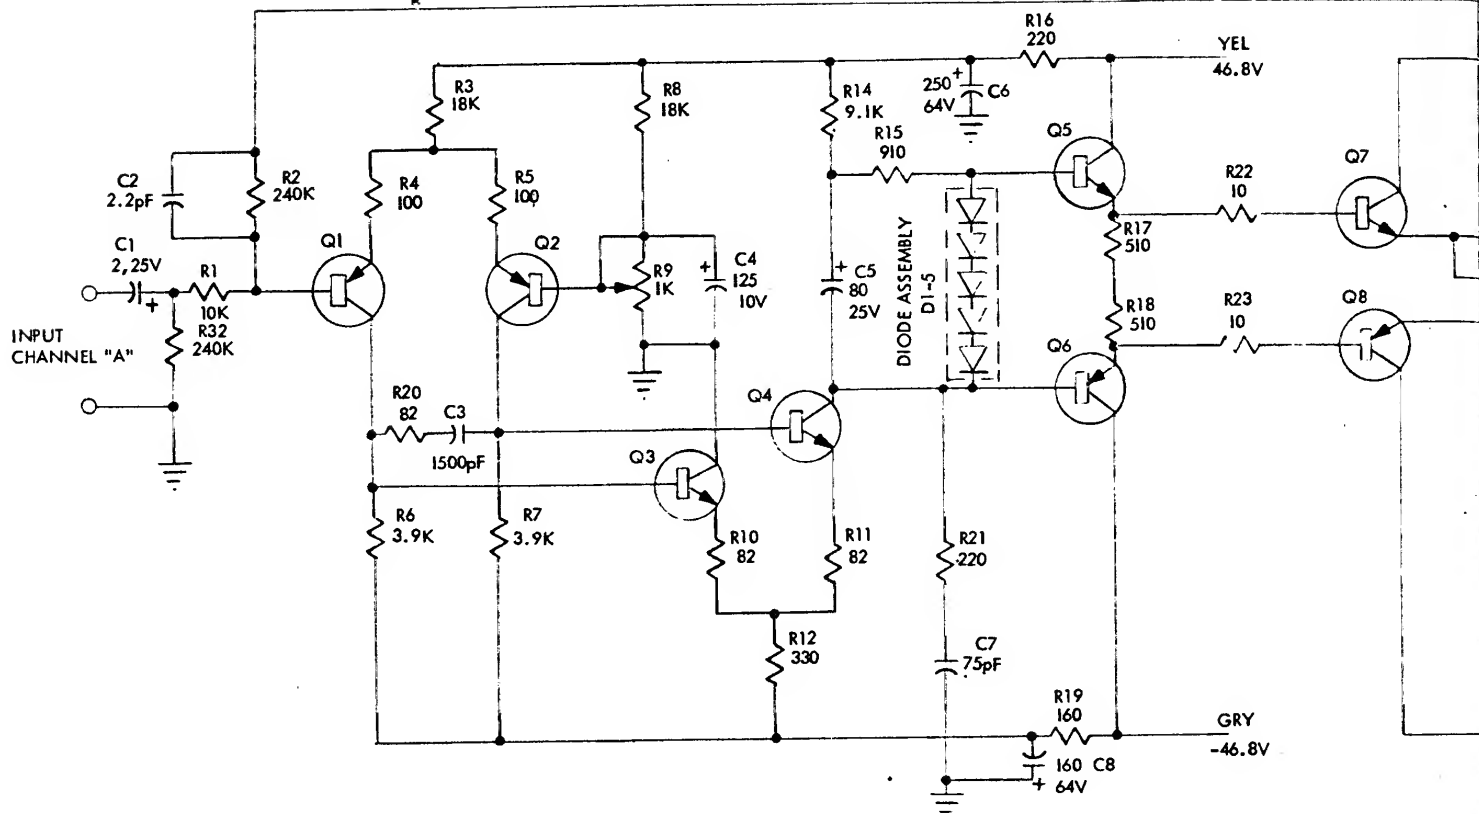 R16
220
YEL
46.8V
R3
18K
R8
18K
R14
9.1K
250 +
64V
C6
R15
910
Q5
Q7
C2
2.2pF
R2
240K
R4
100
R5
100
R22
10
C1
2,25V
+
R1
10K
R32
240K
Q1
Q2
R9
1K
+
C4
125
10V
+
C5
80
25V
DIODE ASSEMBLY
D1-5
R17
510
R18
510
R23
10
Q8
INPUT
CHANNEL "A"
Q6
R20
82
C3
1500pF
Q4
Q3
R6
3.9K
R7
3.9K
R10
82
R11
82
R21
220
R12
330
C7
75pF
R19
160
GRY
-46.8V
160 C8
+ 64V